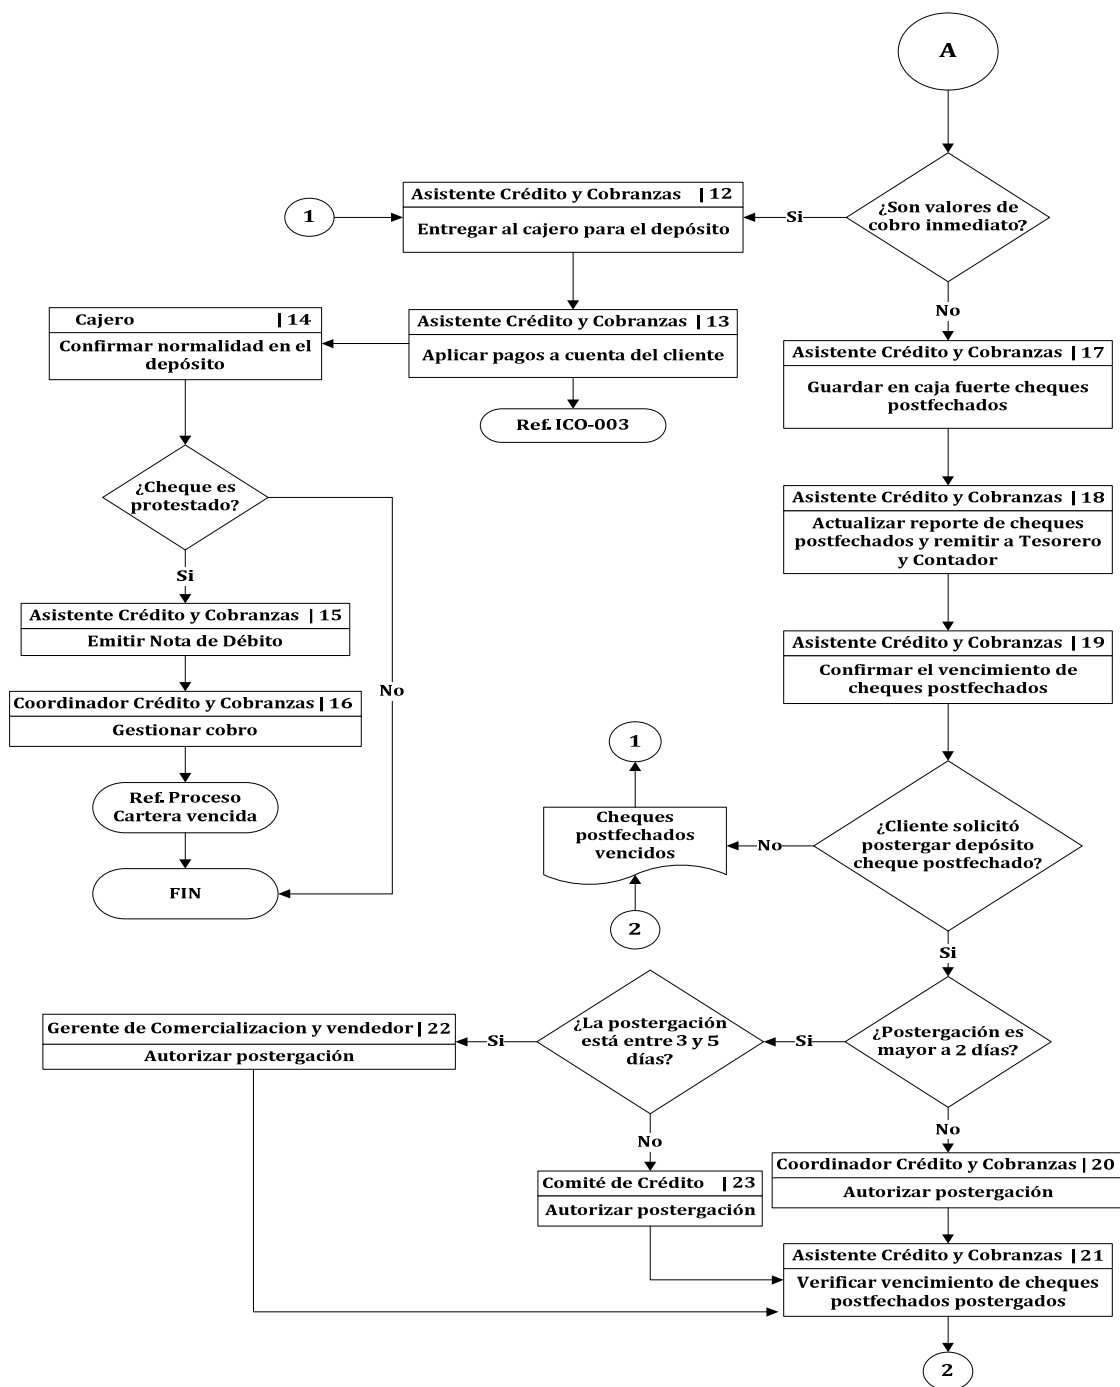 A
¿Son valores de
cobro inmediato?
Si
No
Asistente Crédito y Cobranzas | 12
Entregar al cajero para el depósito
1
Asistente Crédito y Cobranzas | 13
Aplicar pagos a cuenta del cliente
Ref. ICO-003
Cajero | 14
Confirmar normalidad en el
depósito
¿Cheque es
protestado?
Si
No
Asistente Crédito y Cobranzas | 15
Emitir Nota de Débito
Coordinador Crédito y Cobranzas | 16
Gestionar cobro
Ref. Proceso
Cartera vencida
FIN
Asistente Crédito y Cobranzas | 17
Guardar en caja fuerte cheques
postfechados
Asistente Crédito y Cobranzas | 18
Actualizar reporte de cheques
postfechados y remitir a Tesorero
y Contador
Asistente Crédito y Cobranzas | 19
Confirmar el vencimiento de
cheques postfechados
¿Cliente solicitó
postergar depósito
cheque postfechado?
No
Si
1
Cheques
postfechados
vencidos
2
¿Postergación es
mayor a 2 días?
Si
No
¿La postergación
está entre 3 y 5
días?
Si
No
Gerente de Comercializacion y vendedor | 22
Autorizar postergación
Comité de Crédito | 23
Autorizar postergación
Coordinador Crédito y Cobranzas | 20
Autorizar postergación
Asistente Crédito y Cobranzas | 21
Verificar vencimiento de cheques
postfechados postergados
2